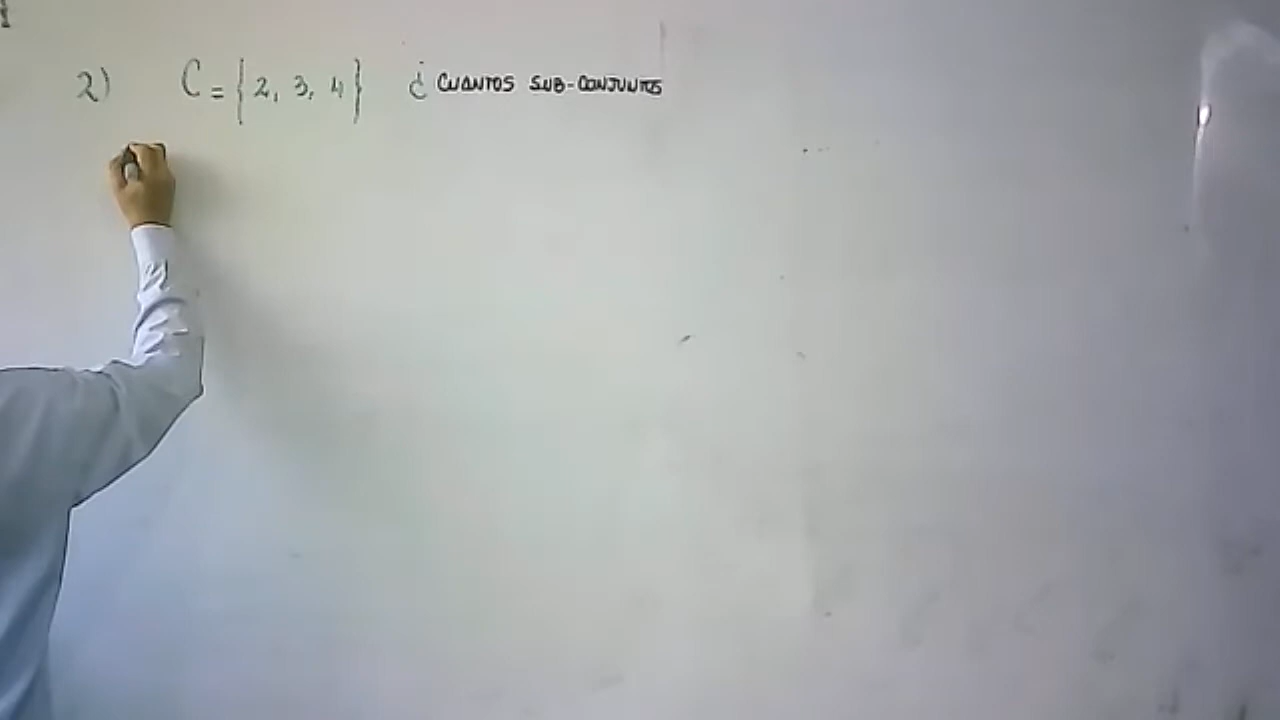 2) C = {2, 3, 4} ¿ CUANTOS SUB-CONJUNTOS